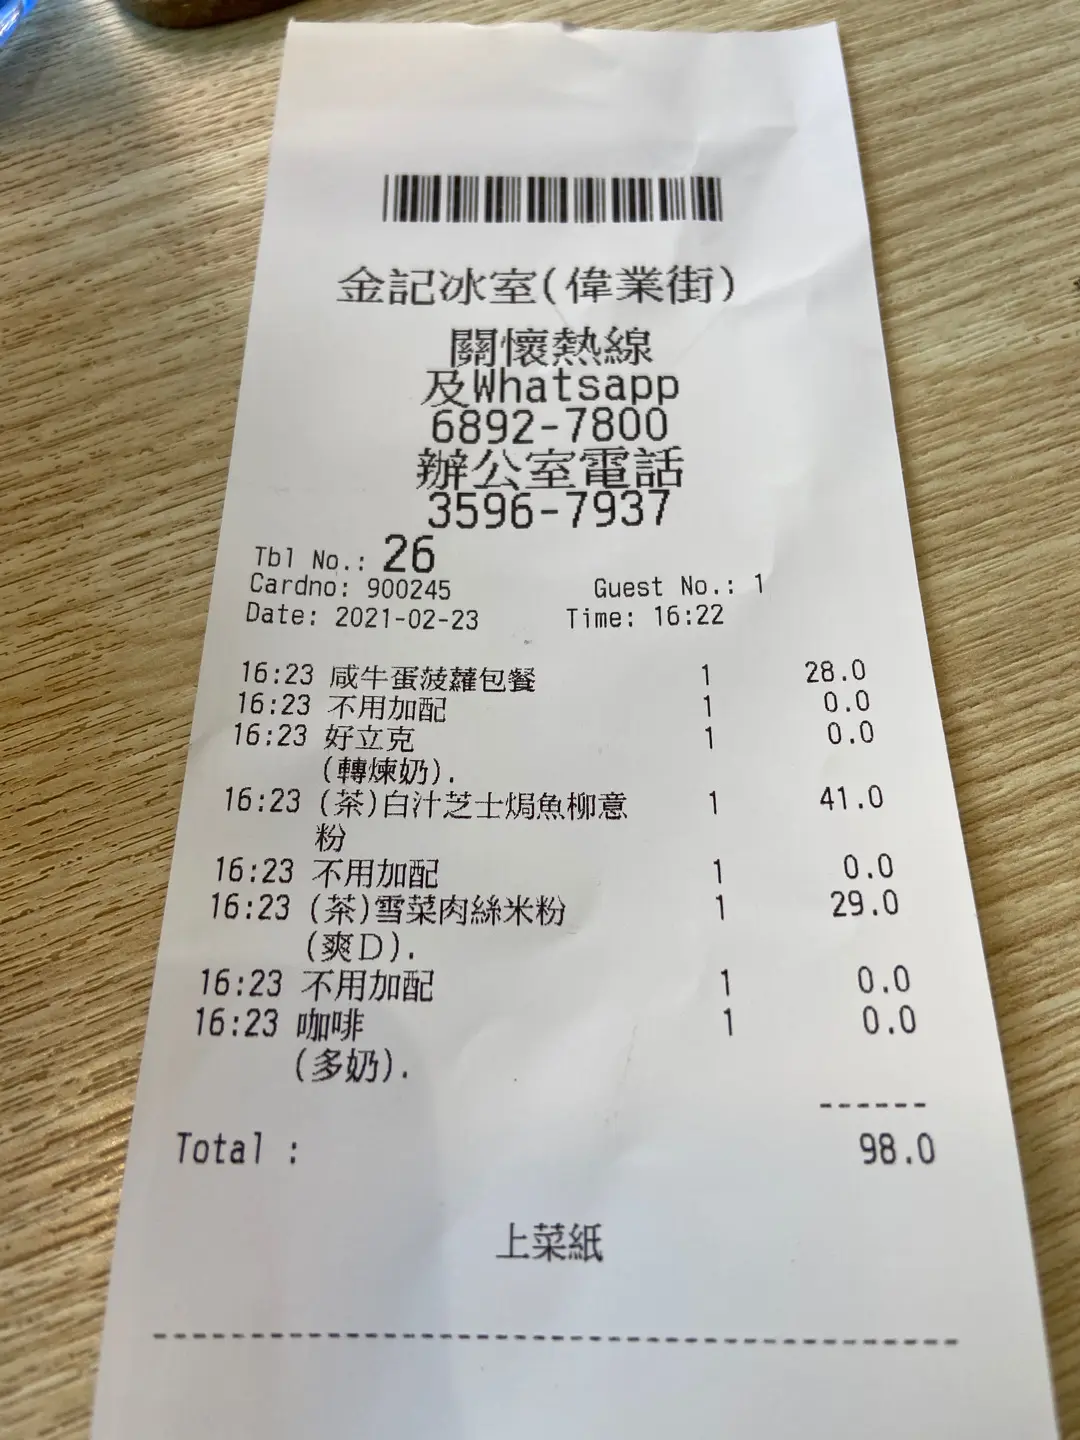 金記冰室(偉業街)
關懷熱線
及Whatsapp
6892-7800
辦公室電話
3596-7937
Tbl No.: 26
Cardno: 900245 Guest No.: 1
Date: 2021-02-23 Time: 16:22
16:23 咸牛蛋菠蘿包餐 1 28.0
16:23 不用加配 1 0.0
16:23 好立克 1 0.0
(轉煉奶).
16:23 (茶)白汁芝士焗魚柳意 1 41.0
粉
16:23 不用加配 1 0.0
16:23 (茶)雪菜肉絲米粉 1 29.0
(爽D).
16:23 不用加配 1 0.0
16:23 咖啡 1 0.0
(多奶).
------
Total : 98.0
上菜紙